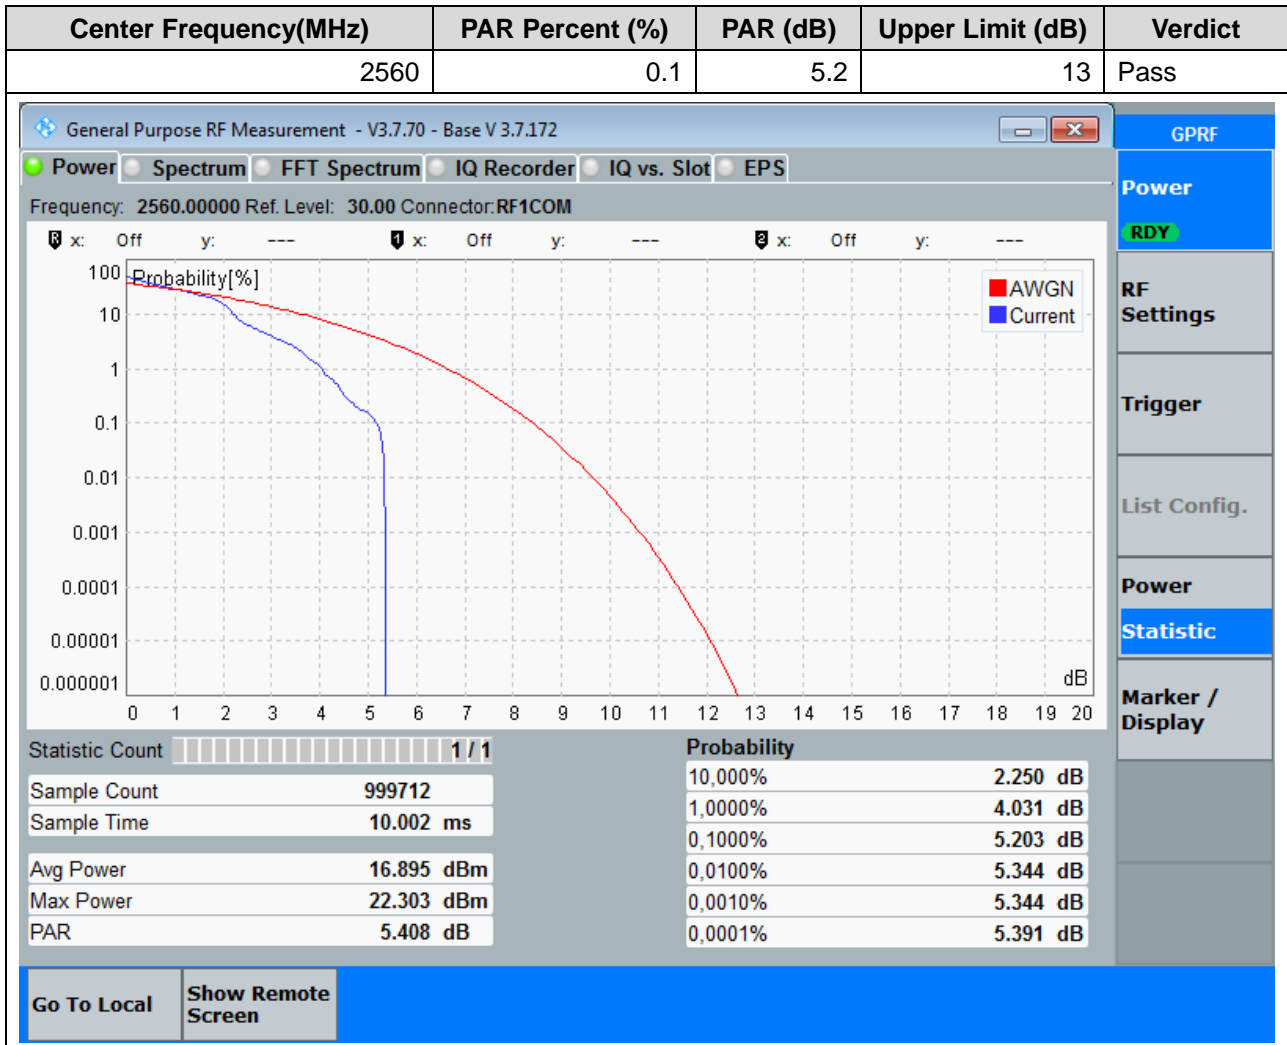 Center Frequency(MHz) PAR Percent (%) PAR (dB) Upper Limit (dB) Verdict
2560 0.1 5.2 13 Pass
General Purpose RF Measurement - V3.7.70 - Base V 3.7.172
GPRF
Power Spectrum FFT Spectrum IQ Recorder IQ vs. Slot EPS
Power
RDY
Frequency: 2560.00000 Ref. Level: 30.00 Connector: RF1COM
R x: Off y: --- 1 x: Off y: --- 2 x: Off y: ---
Probability[%]
AWGN
Current
100
10
1
0.1
0.01
0.001
0.0001
0.00001
0.000001
dB
0 1 2 3 4 5 6 7 8 9 10 11 12 13 14 15 16 17 18 19 20
RF
Settings
Trigger
List Config.
Power
Statistic
Marker /
Display
Statistic Count 1 / 1
Sample Count 999712
Sample Time 10.002 ms
Avg Power 16.895 dBm
Max Power 22.303 dBm
PAR 5.408 dB
Probability
10,000% 2.250 dB
1,0000% 4.031 dB
0,1000% 5.203 dB
0,0100% 5.344 dB
0,0010% 5.344 dB
0,0001% 5.391 dB
Go To Local
Show Remote
Screen